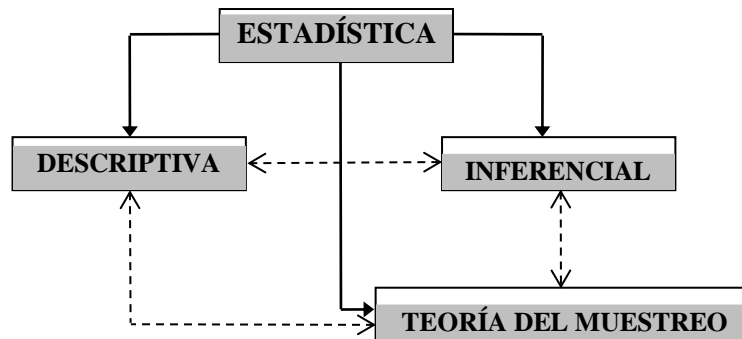 ESTADÍSTICA
DESCRIPTIVA
INFERENCIAL
TEORÍA DEL MUESTREO